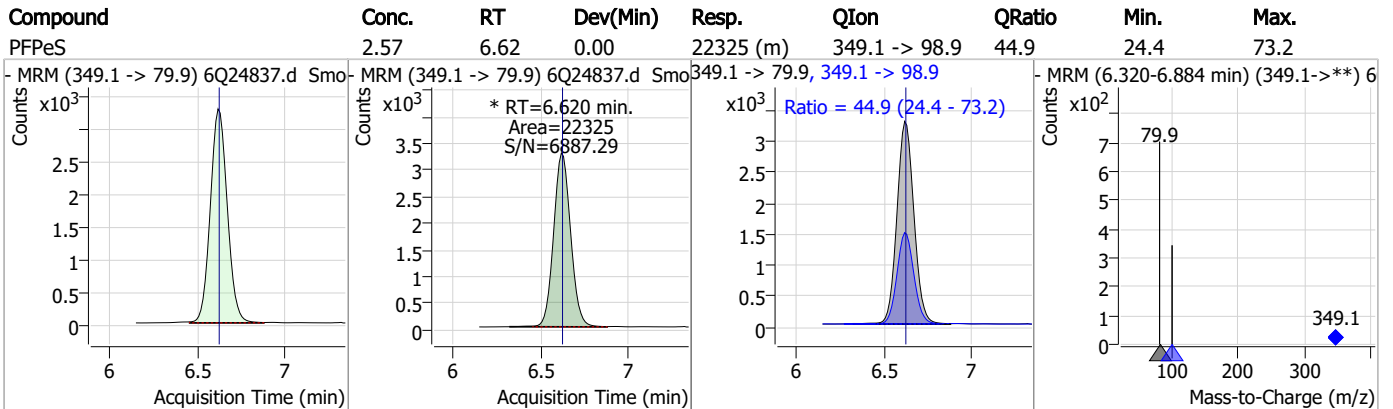 Compound Conc. RT Dev(Min) Resp. QIon QRatio Min. Max.
PFPeS 2.57 6.62 0.00 22325 (m) 349.1 -> 98.9 44.9 24.4 73.2
- MRM (349.1 -> 79.9) 6Q24837.d Smo
Counts
x10³
3
2.5
2
1.5
1
0.5
0
6 6.5 7
Acquisition Time (min)
- MRM (349.1 -> 79.9) 6Q24837.d Smo
Counts
x10³
* RT=6.620 min.
Area=22325
S/N=6887.29
3.5
3
2.5
2
1.5
1
0.5
0
6 6.5 7
Acquisition Time (min)
349.1 -> 79.9, 349.1 -> 98.9
x10³
Ratio = 44.9 (24.4 - 73.2)
3
2.5
2
1.5
1
0.5
0
6 6.5 7
Acquisition Time (min)
- MRM (6.320-6.884 min) (349.1->**) 6
Counts
x10²
79.9
7
6
5
4
3
2
1
0
349.1
100 200 300
Mass-to-Charge (m/z)